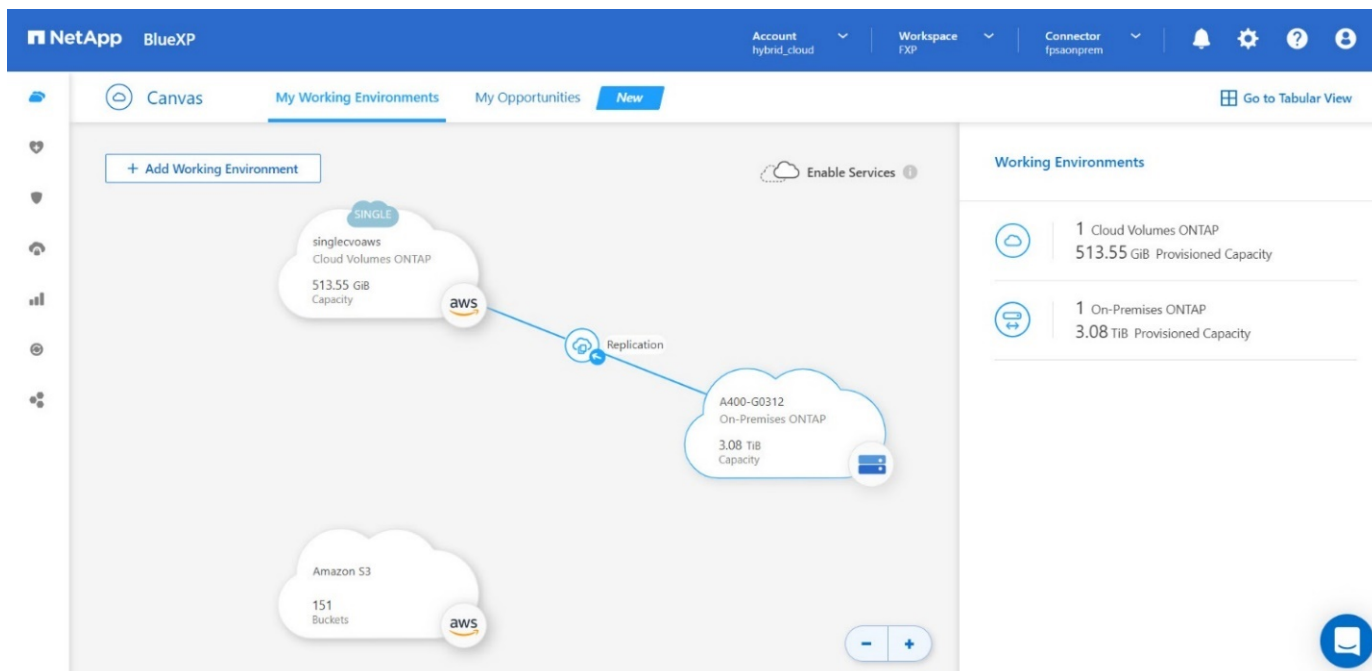 NetApp BlueXP
Account
hybrid_cloud
Workspace
FXP
Connector
fpsaonprem
Canvas
My Working Environments
My Opportunities
New
Go to Tabular View
+ Add Working Environment
Enable Services
SINGLE
singlecvoaws
Cloud Volumes ONTAP
513.55 GiB
Capacity
aws
Replication
A400-G0312
On-Premises ONTAP
3.08 TiB
Capacity
Amazon S3
151
Buckets
aws
Working Environments
1 Cloud Volumes ONTAP
513.55 GiB Provisioned Capacity
1 On-Premises ONTAP
3.08 TiB Provisioned Capacity